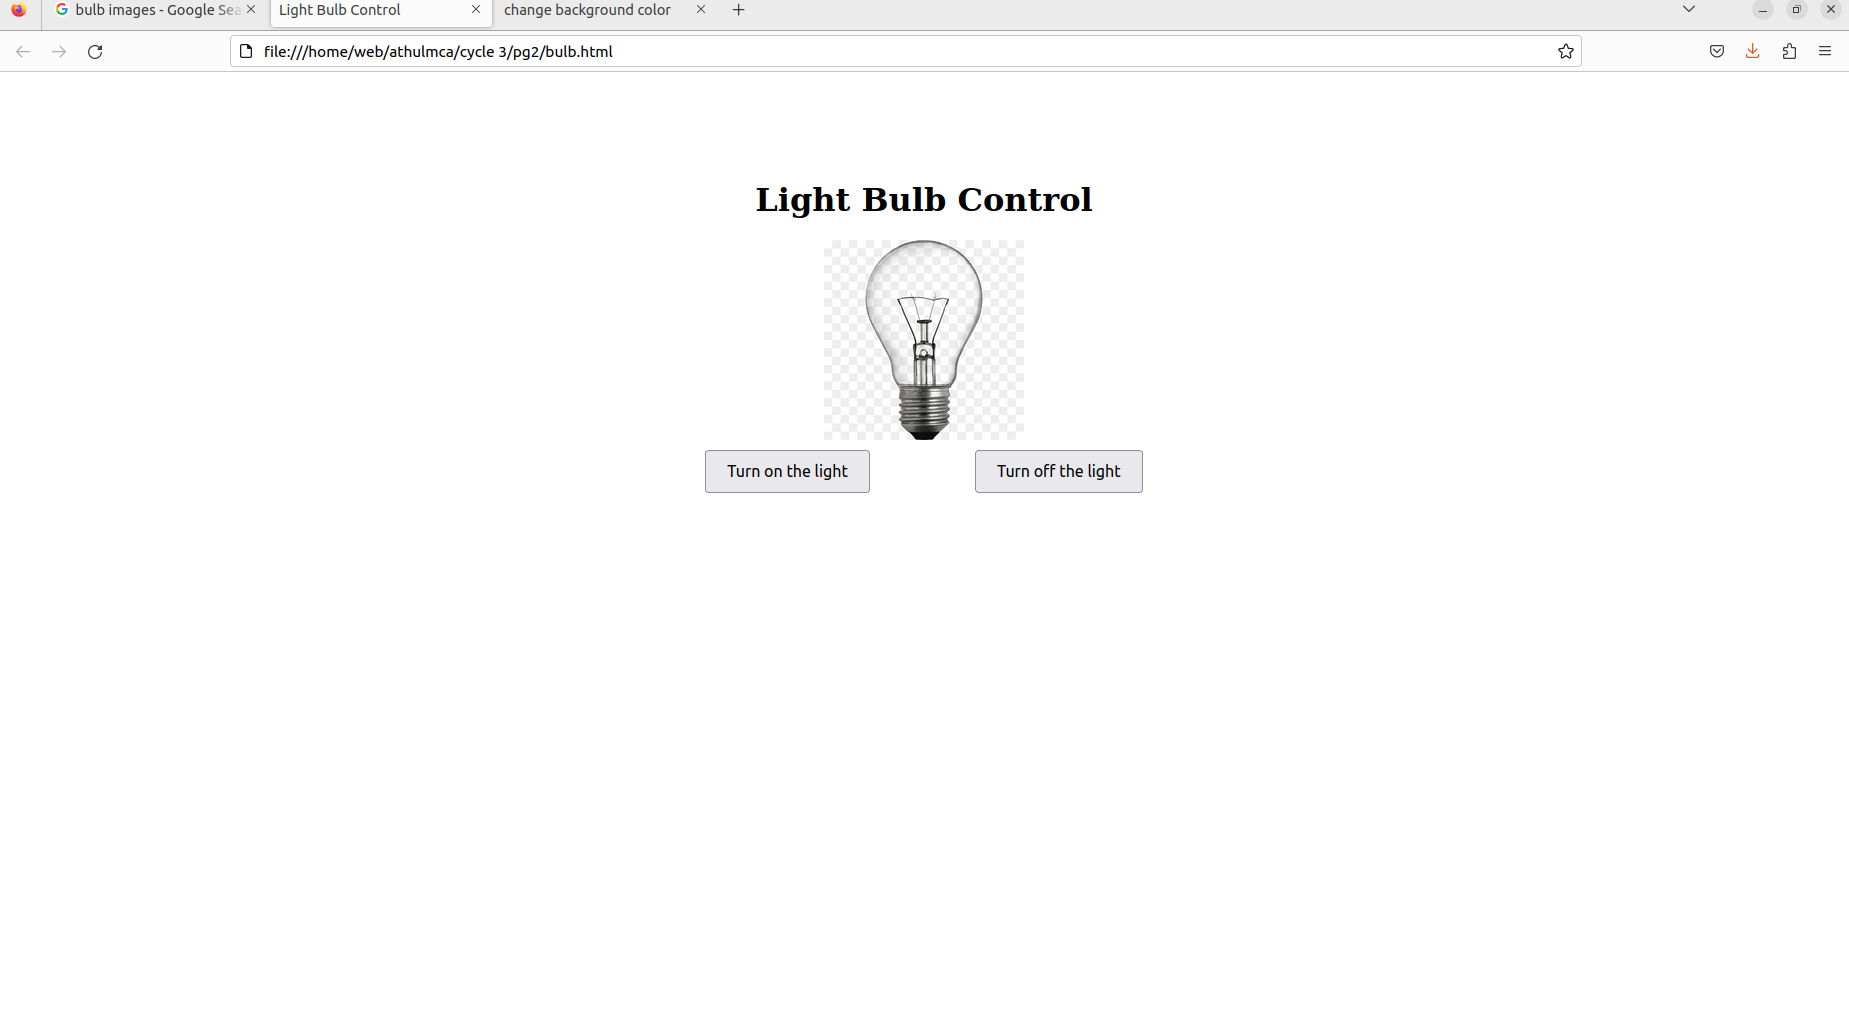 bulb images - Google Sea
Light Bulb Control
change background color
file:///home/web/athulmca/cycle 3/pg2/bulb.html
Light Bulb Control
Turn on the light
Turn off the light